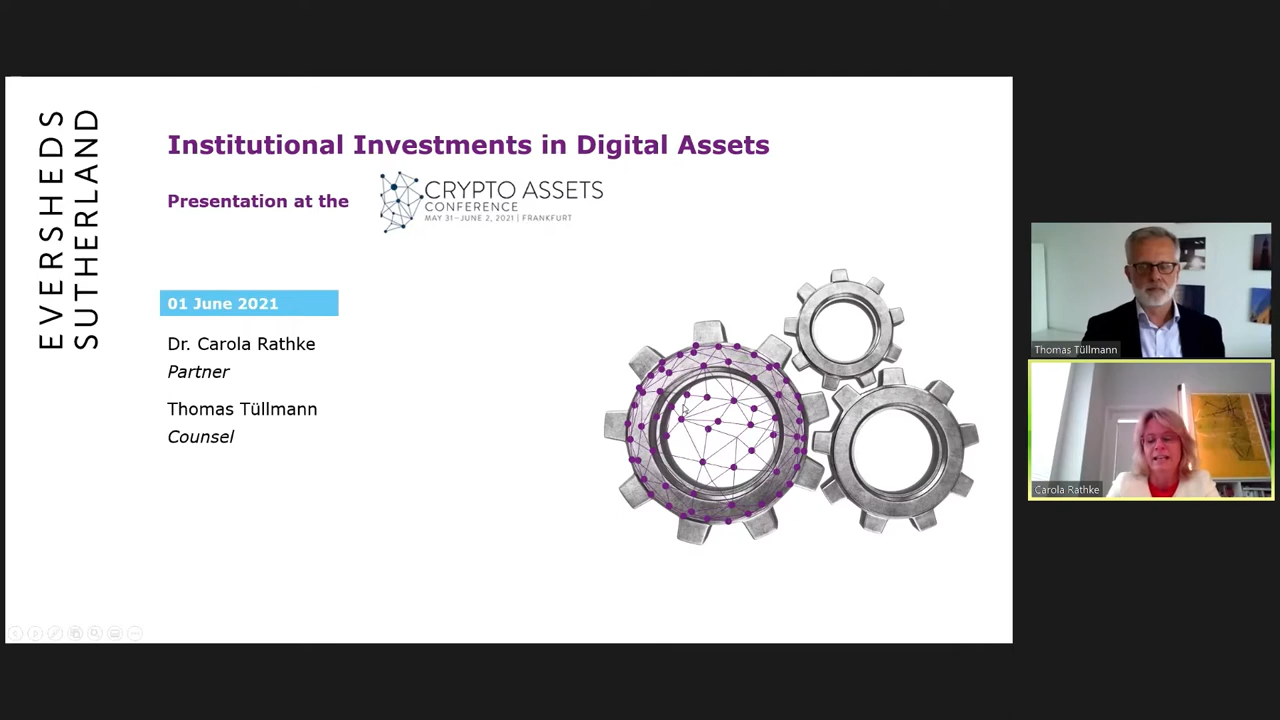 EVERSHEDS
SUTHERLAND
Institutional Investments in Digital Assets
Presentation at the
CRYPTO ASSETS
CONFERENCE
MAY 31–JUNE 2, 2021 | FRANKFURT
01 June 2021
Dr. Carola Rathke
Partner
Thomas Tüllmann
Counsel
Thomas Tüllmann
Carola Rathke